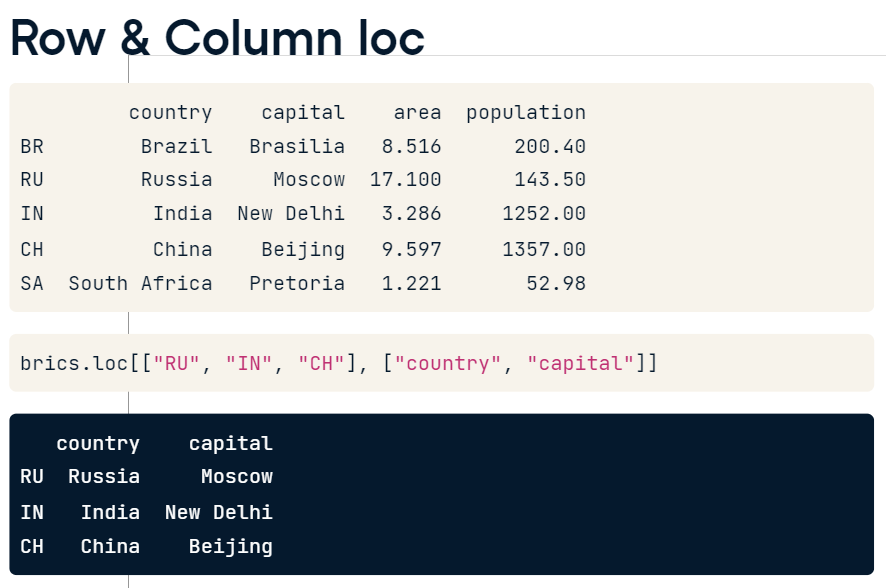 Row & Column loc
country capital area population
BR Brazil Brasilia 8.516 200.40
RU Russia Moscow 17.100 143.50
IN India New Delhi 3.286 1252.00
CH China Beijing 9.597 1357.00
SA South Africa Pretoria 1.221 52.98
brics.loc[["RU", "IN", "CH"], ["country", "capital"]]
country capital
RU Russia Moscow
IN India New Delhi
CH China Beijing